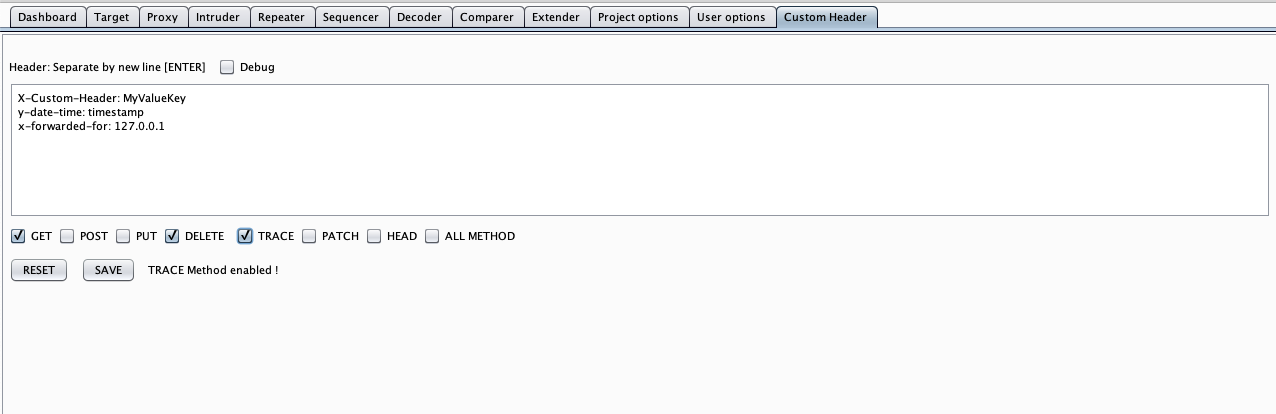 Dashboard Target Proxy Intruder Repeater Sequencer Decoder Comparer Extender Project options User options Custom Header
Header: Separate by new line [ENTER] Debug
X-Custom-Header: MyValueKey
y-date-time: timestamp
x-forwarded-for: 127.0.0.1
GET POST PUT DELETE TRACE PATCH HEAD ALL METHOD
RESET SAVE TRACE Method enabled !